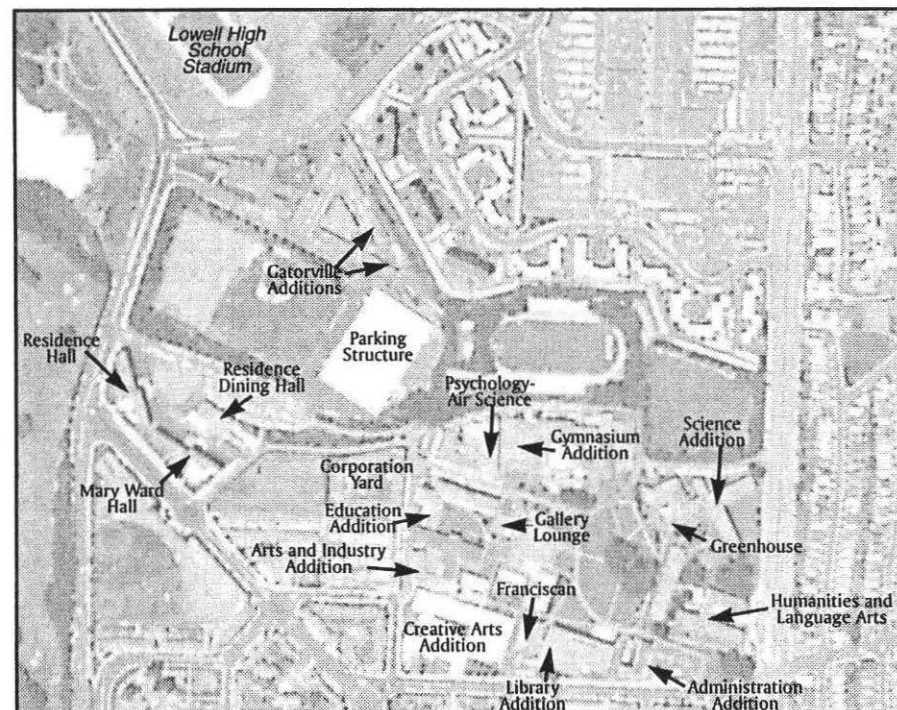 Lowell High
School
Stadium
Gatorville
Additions
Residence
Hall
Parking
Structure
Residence
Dining Hall
Psychology-
Air Science
Science
Addition
Gymnasium
Addition
Corporation
Yard
Mary Ward
Hall
Education
Addition
Gallery
Lounge
Greenhouse
Arts and Industry
Addition
Franciscan
Humanities and
Language Arts
Creative Arts
Addition
Library
Addition
Administration
Addition